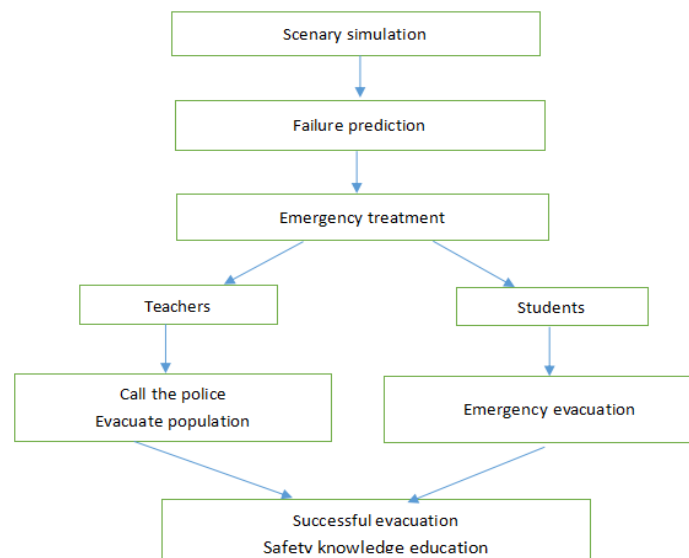 Scenary simulation
Failure prediction
Emergency treatment
Teachers
Students
Call the police
Evacuate population
Emergency evacuation
Successful evacuation
Safety knowledge education